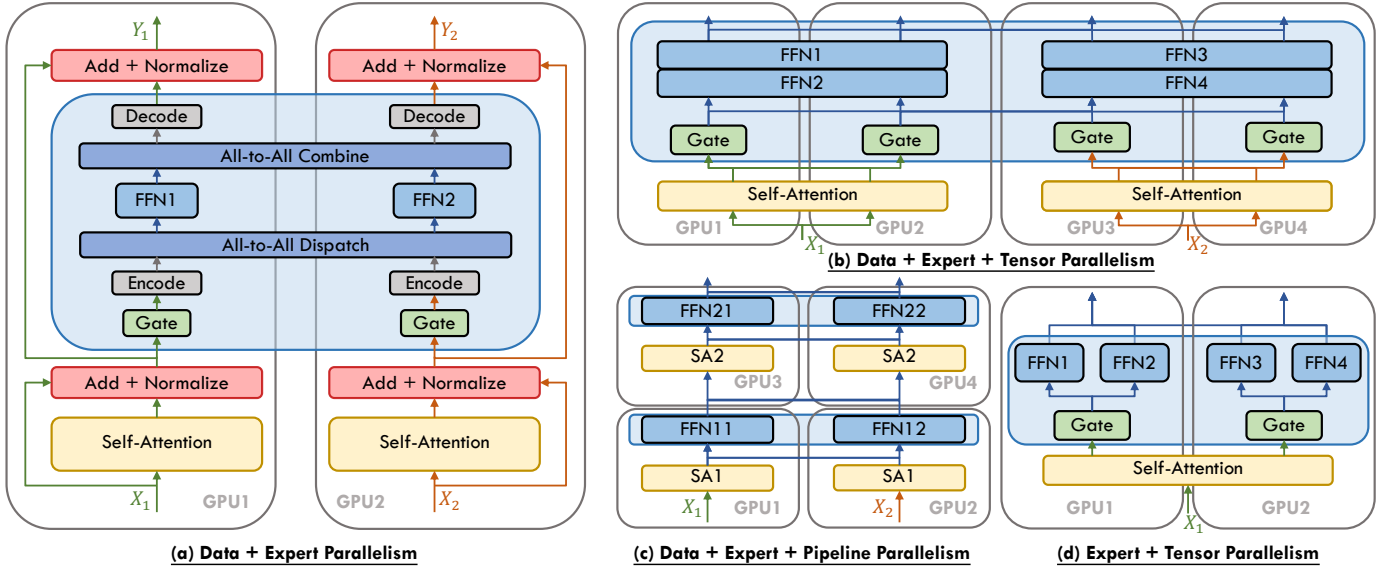 Y1
Y2
Add + Normalize
Add + Normalize
Decode
Decode
All-to-All Combine
FFN1
FFN2
All-to-All Dispatch
Encode
Encode
Gate
Gate
Add + Normalize
Add + Normalize
Self-Attention
Self-Attention
X1
GPU1
GPU2
X2
(a) Data + Expert Parallelism
FFN1
FFN3
FFN2
FFN4
Gate
Gate
Gate
Gate
Self-Attention
Self-Attention
GPU1
GPU2
GPU3
GPU4
X1
X2
(b) Data + Expert + Tensor Parallelism
FFN21
FFN22
SA2
SA2
GPU3
GPU4
FFN11
FFN12
SA1
SA1
X1
GPU1
X2
GPU2
(c) Data + Expert + Pipeline Parallelism
FFN1
FFN2
FFN3
FFN4
Gate
Gate
Self-Attention
GPU1
GPU2
X1
(d) Expert + Tensor Parallelism